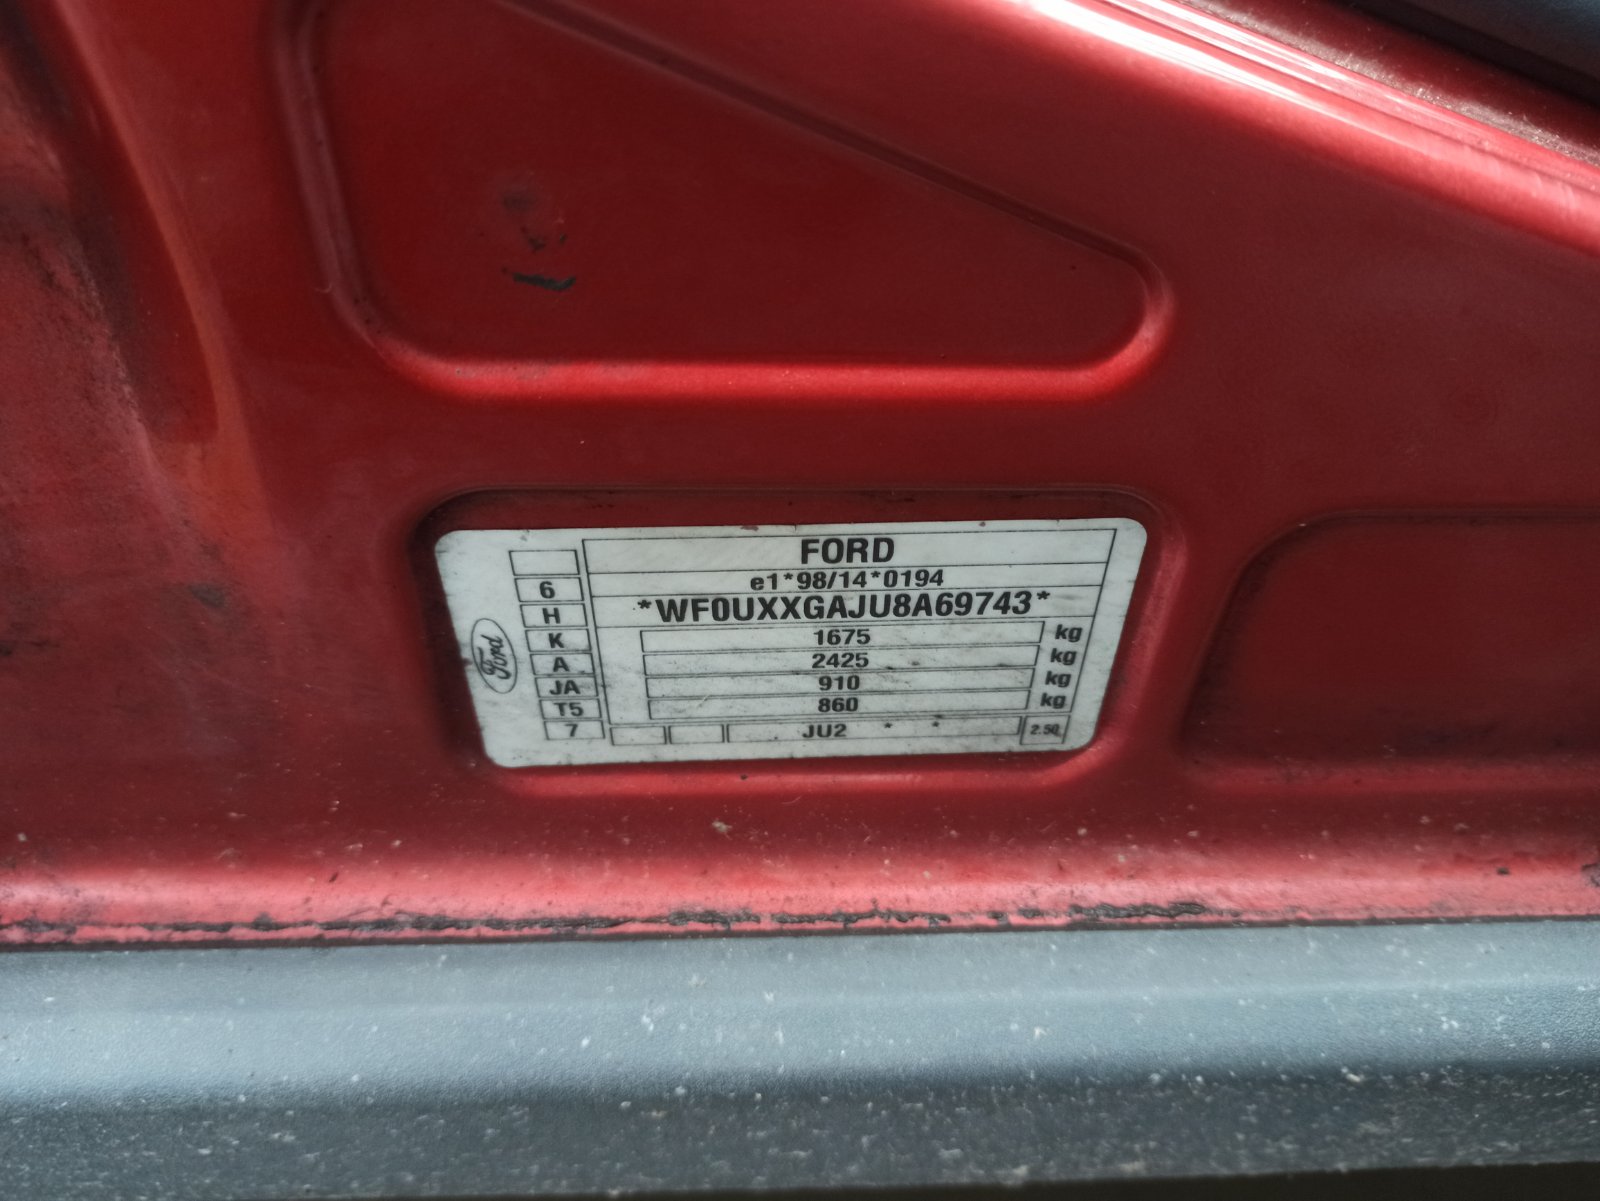 FORD
e1*98/14*0194
*WF0UXXGAJU8A69743*
1675 kg
2425 kg
910 kg
860 kg
JU2 * * 2.50
6
H
K
A
JA
T5
7
Ford